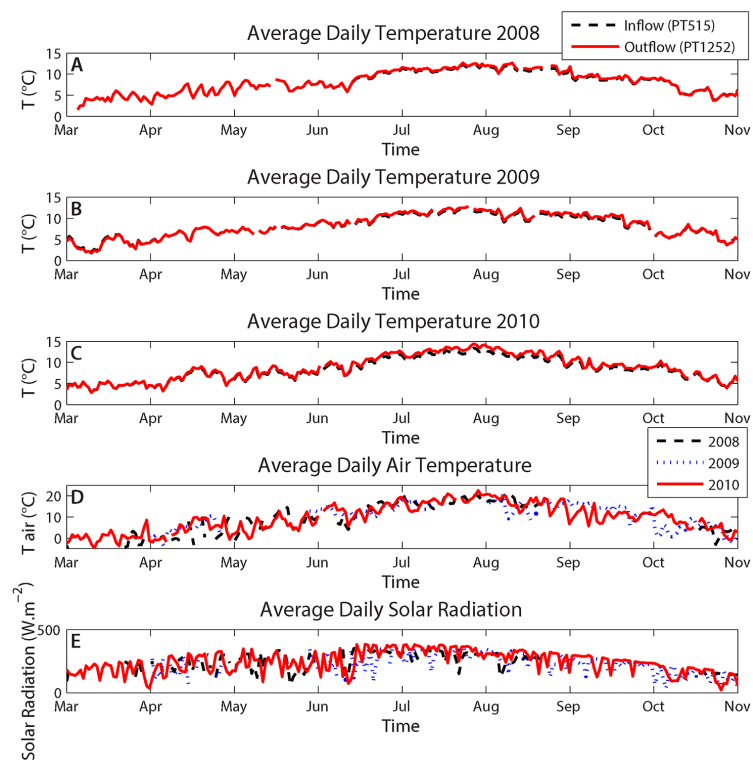 Average Daily Temperature 2008
Inflow (PT515)
Outflow (PT1252)
A
T (°C)
15
10
5
0
Mar Apr May Jun Jul Aug Sep Oct Nov
Time
Average Daily Temperature 2009
B
T (°C)
15
10
5
0
Mar Apr May Jun Jul Aug Sep Oct Nov
Time
Average Daily Temperature 2010
C
T (°C)
15
10
5
0
Mar Apr May Jun Jul Aug Sep Oct Nov
Time
2008
2009
2010
Average Daily Air Temperature
D
T air (°C)
20
10
0
Mar Apr May Jun Jul Aug Sep Oct Nov
Time
Average Daily Solar Radiation
E
Solar Radiation (W.m−2)
500
0
Mar Apr May Jun Jul Aug Sep Oct Nov
Time